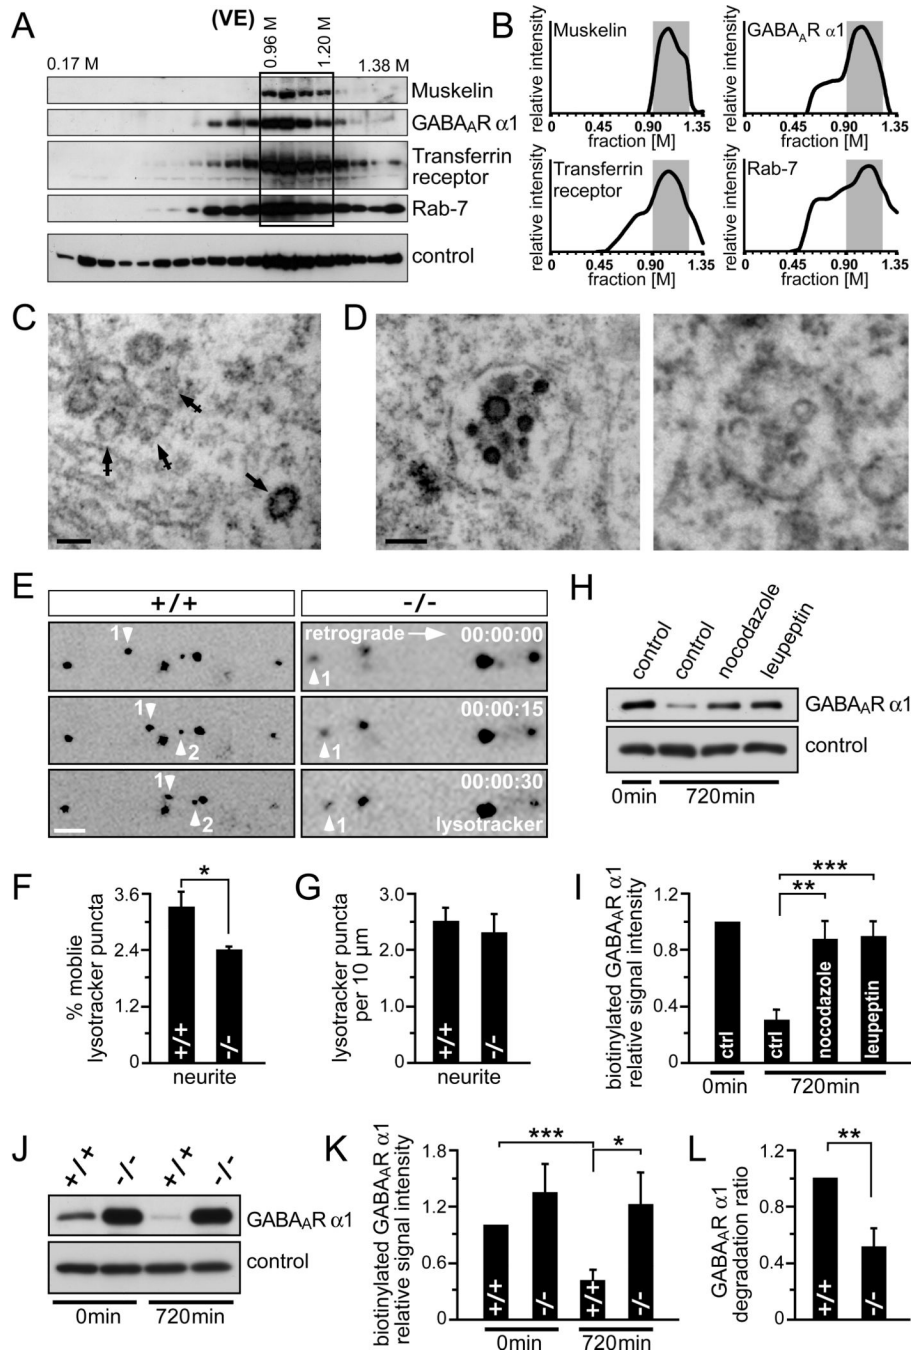 A
(VE)
0.17 M
0.96 M
1.20 M
1.38 M
Muskelin
GABAAR α1
Transferrin
receptor
Rab-7
control
B
relative intensity
Muskelin
0 0.45 0.90 1.35
fraction [M]
relative intensity
GABAAR α1
0 0.45 0.90 1.35
fraction [M]
relative intensity
Transferrin
receptor
0 0.45 0.90 1.35
fraction [M]
relative intensity
Rab-7
0 0.45 0.90 1.35
fraction [M]
C
D
E
+/+
-/-
1
retrograde
00:00:00
1
1
2
00:00:15
1
1
2
00:00:30
1
lysotracker
H
control
control
nocodazole
leupeptin
GABAAR α1
control
0min
720min
F
% moblie
lysotracker puncta
3.6
2.4
1.2
0
*
+/+
-/-
neurite
G
lysotracker puncta
per 10 µm
3.0
2.0
1.0
0
+/+
-/-
neurite
I
biotinylated GABAAR α1
relative signal intensity
1.2
0.8
0.4
0
***
**
ctrl
ctrl
nocodazole
leupeptin
0min
720min
J
+/+
-/-
+/+
-/-
GABAAR α1
control
0min
720min
K
biotinylated GABAAR α1
relative signal intensity
1.8
1.2
0.6
0
***
*
+/+
-/-
+/+
-/-
0min
720min
L
GABAAR α1
degradation ratio
1.2
0.8
0.4
0
**
+/+
-/-